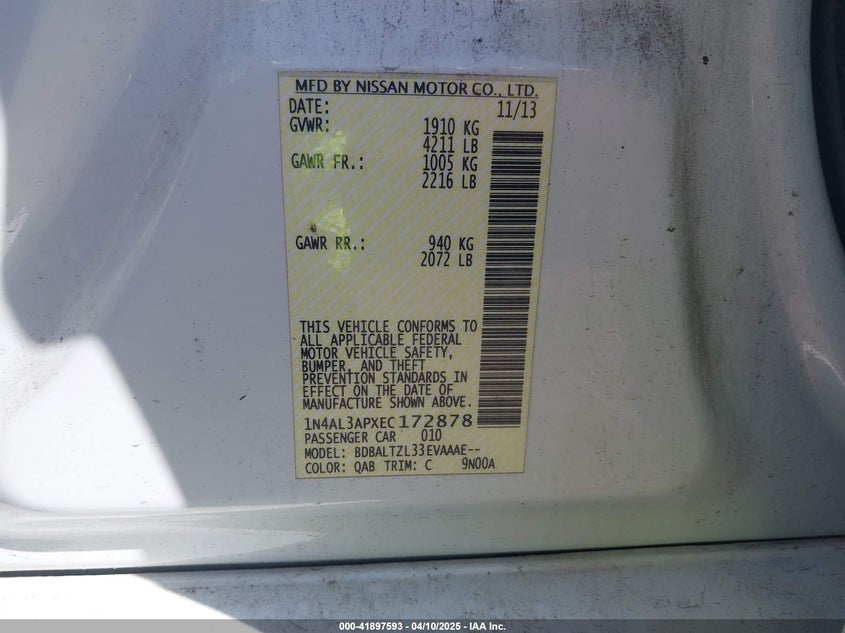 MFD BY NISSAN MOTOR CO., LTD.
DATE: 11/13
GVWR: 1910 KG
4211 LB
GAWR FR.: 1005 KG
2216 LB
GAWR RR.: 940 KG
2072 LB
THIS VEHICLE CONFORMS TO
ALL APPLICABLE FEDERAL
MOTOR VEHICLE SAFETY,
BUMPER, AND THEFT
PREVENTION STANDARDS IN
EFFECT ON THE DATE OF
MANUFACTURE SHOWN ABOVE.
1N4AL3APXEC172878
PASSENGER CAR 010
MODEL: BDBALTZL33EVAAAE--
COLOR: QAB TRIM: C 9N00A
000-41897593 - 04/10/2025 - IAA Inc.